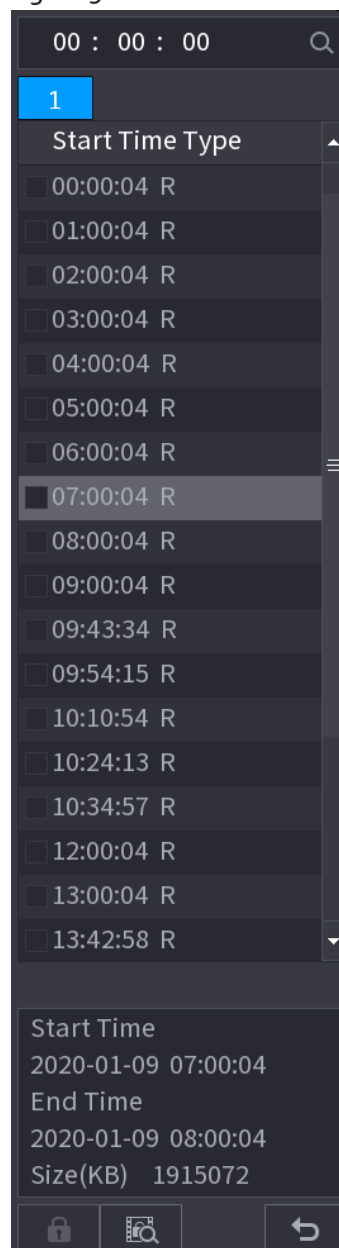 00 : 00 : 00
1
Start Time Type
00:00:04 R
01:00:04 R
02:00:04 R
03:00:04 R
04:00:04 R
05:00:04 R
06:00:04 R
07:00:04 R
08:00:04 R
09:00:04 R
09:43:34 R
09:54:15 R
10:10:54 R
10:24:13 R
10:34:57 R
12:00:04 R
13:00:04 R
13:42:58 R
Start Time
2020-01-09 07:00:04
End Time
2020-01-09 08:00:04
Size(KB) 1915072